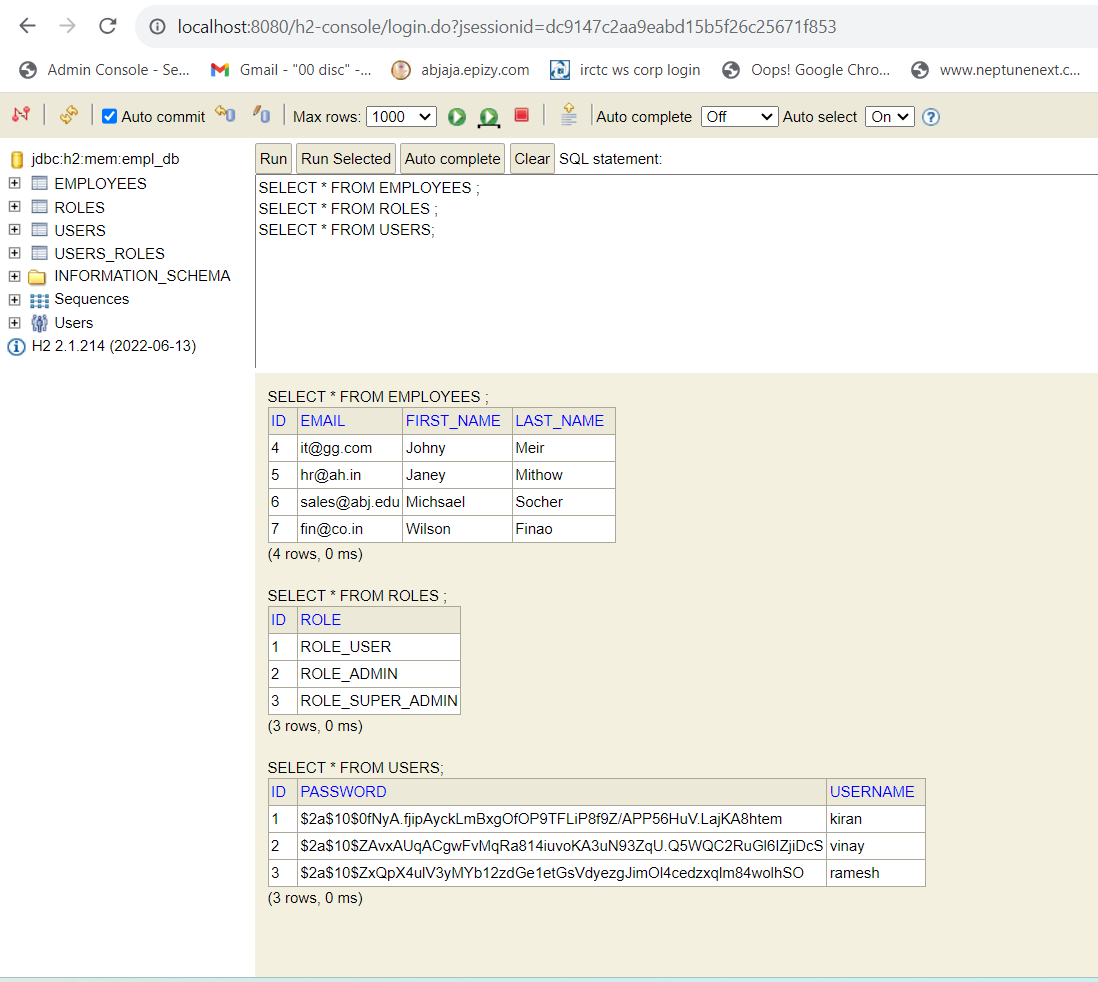 localhost:8080/h2-console/login.do?jsessionid=dc9147c2aa9eabd15b5f26c25671f853
Admin Console - Se... Gmail - "00 disc" -... abjaja.epizy.com irctc ws corp login Oops! Google Chro... www.neptunenext.c...
Auto commit Max rows: 1000 Auto complete Off Auto select On
jdbc:h2:mem:empl_db
EMPLOYEES
ROLES
USERS
USERS_ROLES
INFORMATION_SCHEMA
Sequences
Users
H2 2.1.214 (2022-06-13)
Run Run Selected Auto complete Clear SQL statement:
SELECT * FROM EMPLOYEES ;
SELECT * FROM ROLES ;
SELECT * FROM USERS;
SELECT * FROM EMPLOYEES ;
ID EMAIL FIRST_NAME LAST_NAME
4 it@gg.com Johny Meir
5 hr@ah.in Janey Mithow
6 sales@abj.edu Michsael Socher
7 fin@co.in Wilson Finao
(4 rows, 0 ms)
SELECT * FROM ROLES ;
ID ROLE
1 ROLE_USER
2 ROLE_ADMIN
3 ROLE_SUPER_ADMIN
(3 rows, 0 ms)
SELECT * FROM USERS;
ID PASSWORD USERNAME
1 $2a$10$0fNyA.fjipAyckLmBxgOfOP9TFLiP8f9Z/APP56HuV.LajKA8htem kiran
2 $2a$10$ZAvxAUqACgwFvMqRa814iuvoKA3uN93ZqU.Q5WQC2RuGl6IZjiDcS vinay
3 $2a$10$ZxQpX4ulV3yMYb12zdGe1etGsVdyezgJimOl4cedzxqlm84wolhSO ramesh
(3 rows, 0 ms)